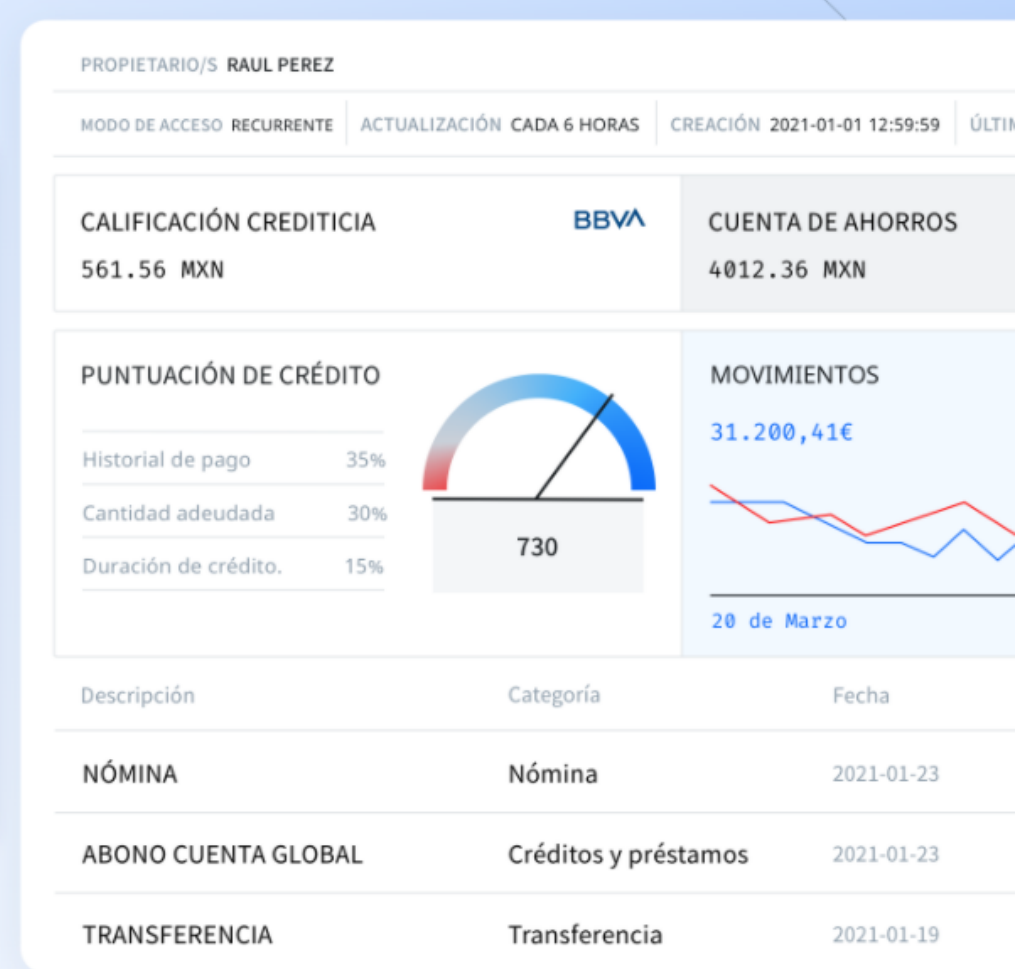 PROPIETARIO/S RAUL PEREZ
MODO DE ACCESO RECURRENTE ACTUALIZACIÓN CADA 6 HORAS CREACIÓN 2021-01-01 12:59:59
CALIFICACIÓN CREDITICIA
BBVA
561.56 MXN
CUENTA DE AHORROS
4012.36 MXN
PUNTUACIÓN DE CRÉDITO
Historial de pago 35%
Cantidad adeudada 30%
Duración de crédito. 15%
730
MOVIMIENTOS
31.200,41€
20 de Marzo
Descripción Categoría Fecha
NÓMINA Nómina 2021-01-23
ABONO CUENTA GLOBAL Créditos y préstamos 2021-01-23
TRANSFERENCIA Transferencia 2021-01-19